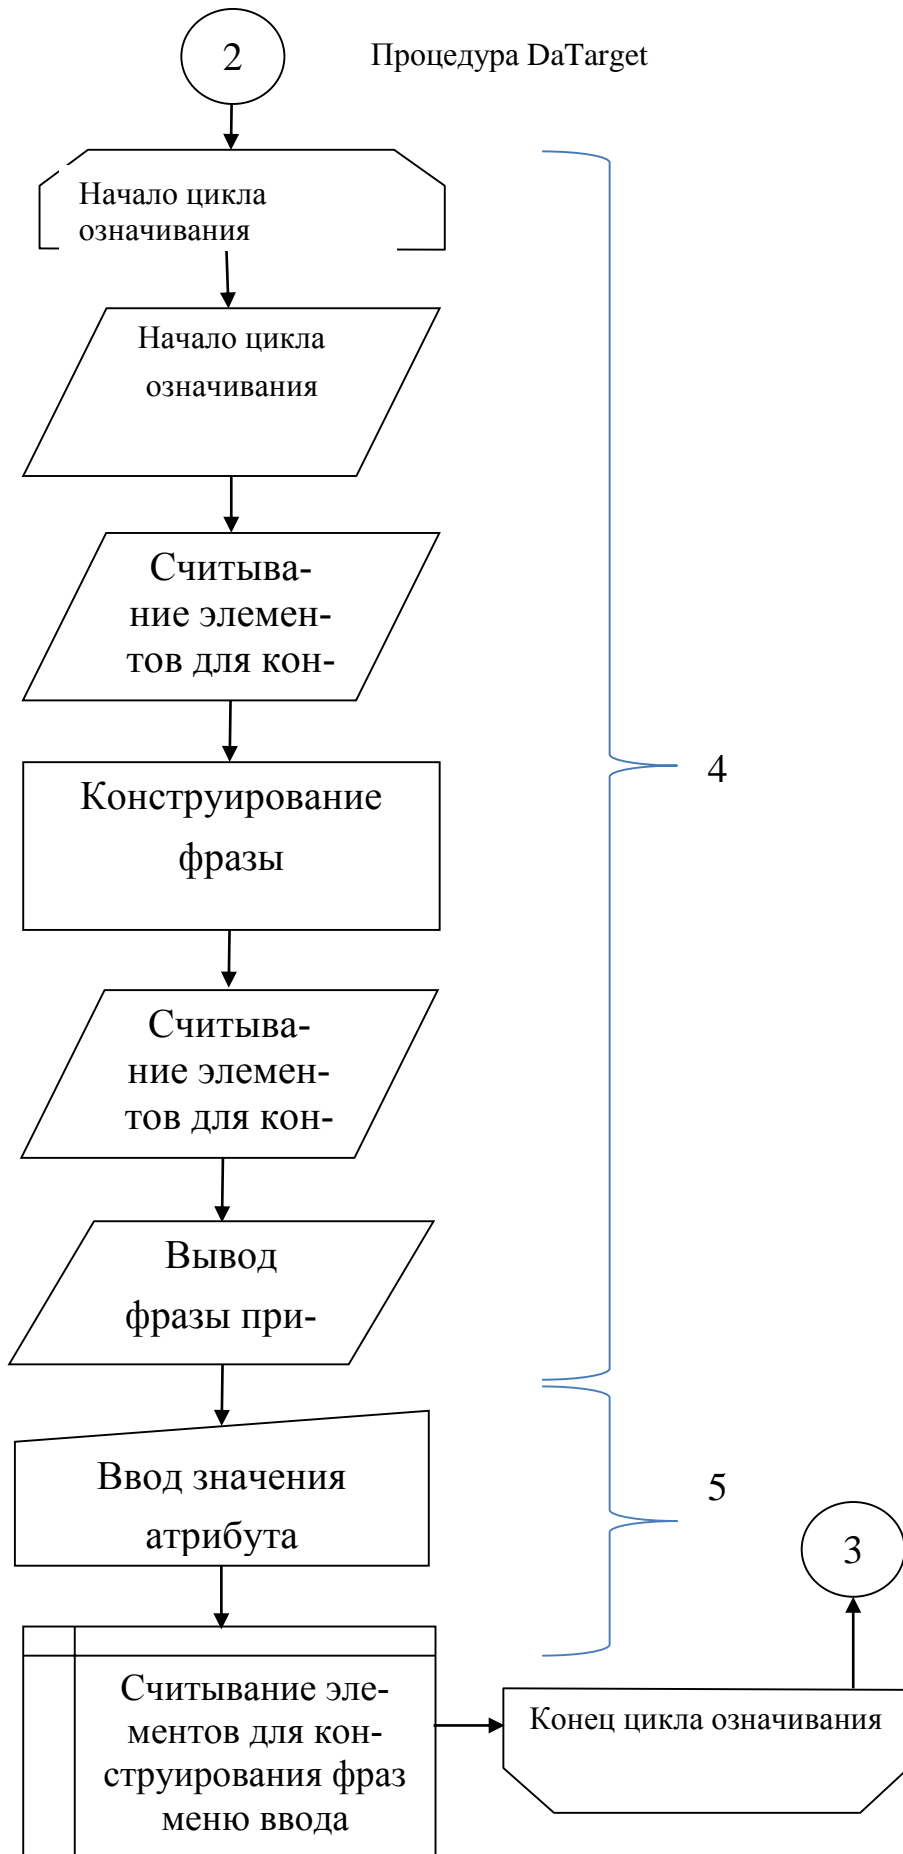 2
Процедура DaTarget
Начало цикла
означивания
Начало цикла
означивания
Считыва-
ние элемен-
тов для кон-
Конструирование
фразы
4
Считыва-
ние элемен-
тов для кон-
Вывод
фразы при-
Ввод значения
атрибута
5
3
Считывание эле-
ментов для кон-
струирования фраз
меню ввода
Конец цикла означивания